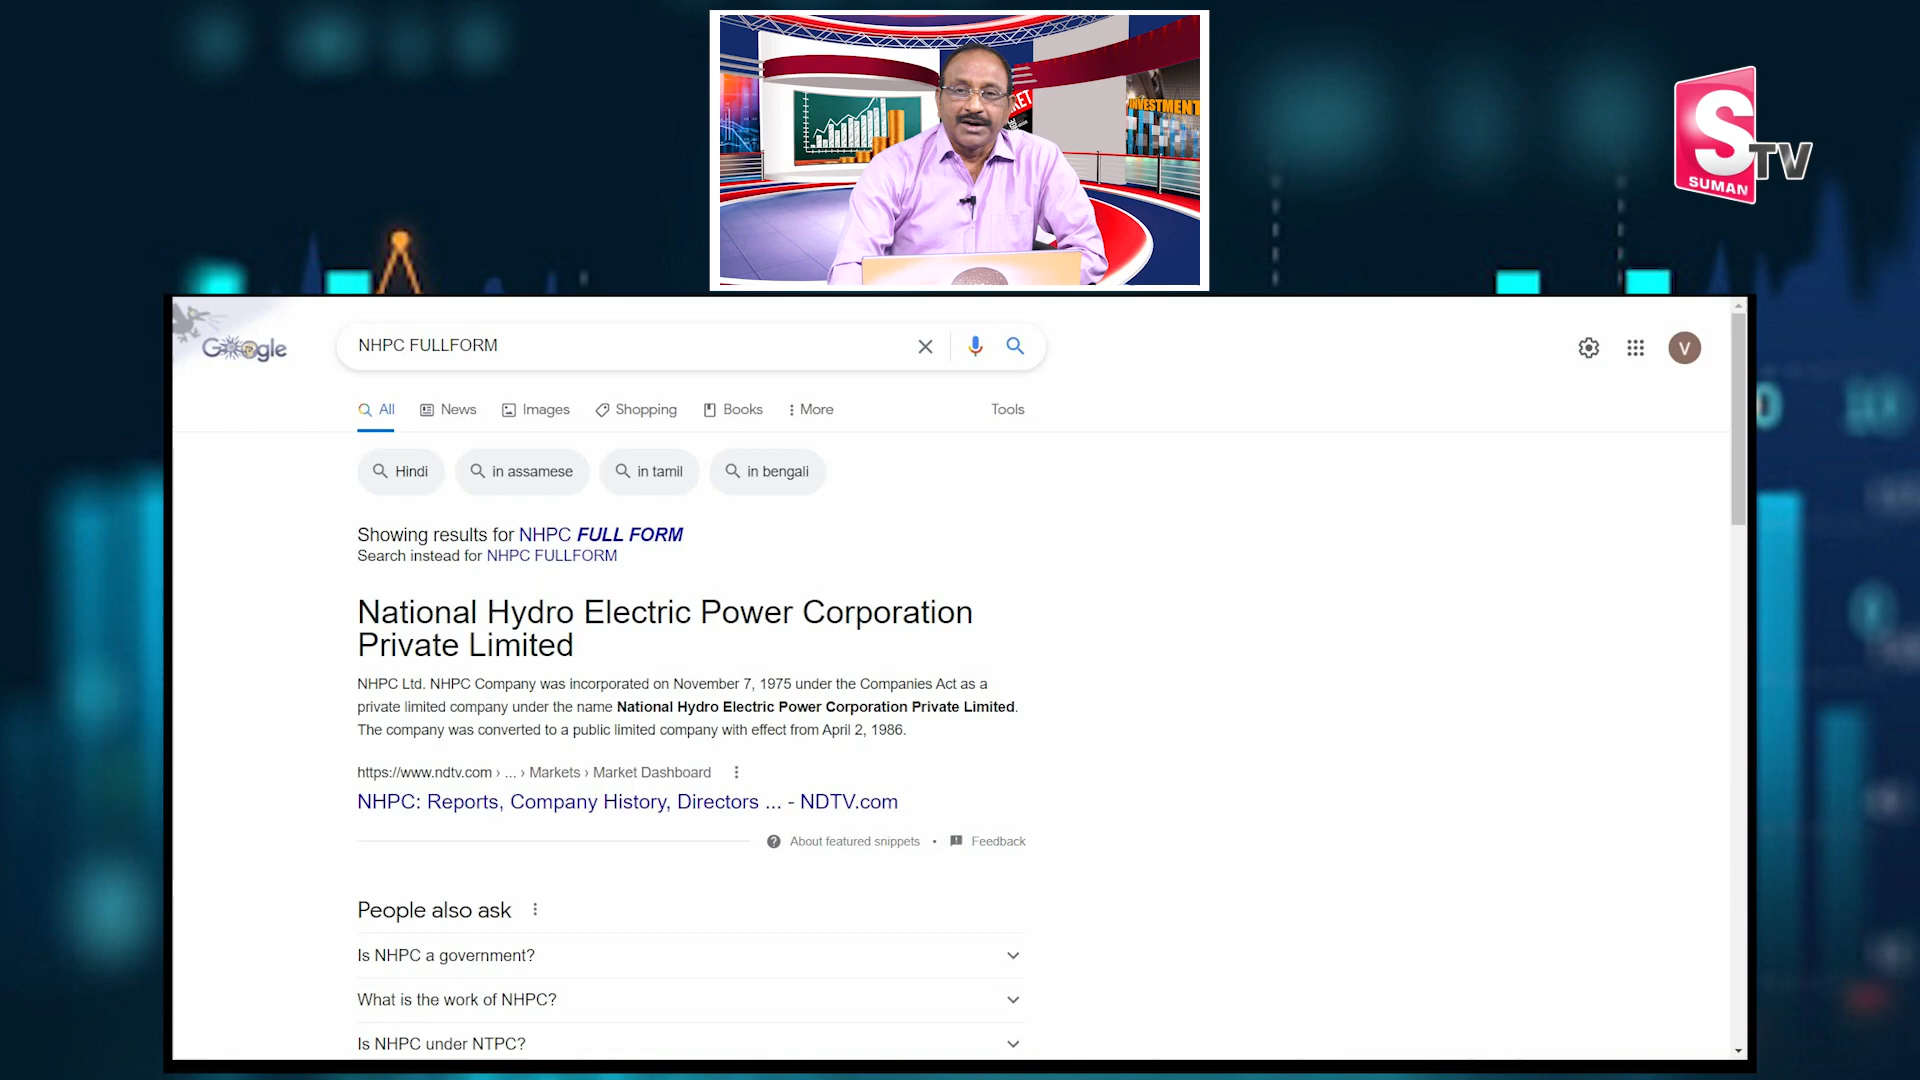 RKET
INVESTMENT
S
TV
SUMAN
Google
NHPC FULLFORM
V
All
News
Images
Shopping
Books
More
Tools
Hindi
in assamese
in tamil
in bengali
Showing results for NHPC FULL FORM
Search instead for NHPC FULLFORM
National Hydro Electric Power Corporation
Private Limited
NHPC Ltd. NHPC Company was incorporated on November 7, 1975 under the Companies Act as a
private limited company under the name National Hydro Electric Power Corporation Private Limited.
The company was converted to a public limited company with effect from April 2, 1986.
https://www.ndtv.com › ... › Markets › Market Dashboard
NHPC: Reports, Company History, Directors ... - NDTV.com
About featured snippets • Feedback
People also ask
Is NHPC a government?
What is the work of NHPC?
Is NHPC under NTPC?